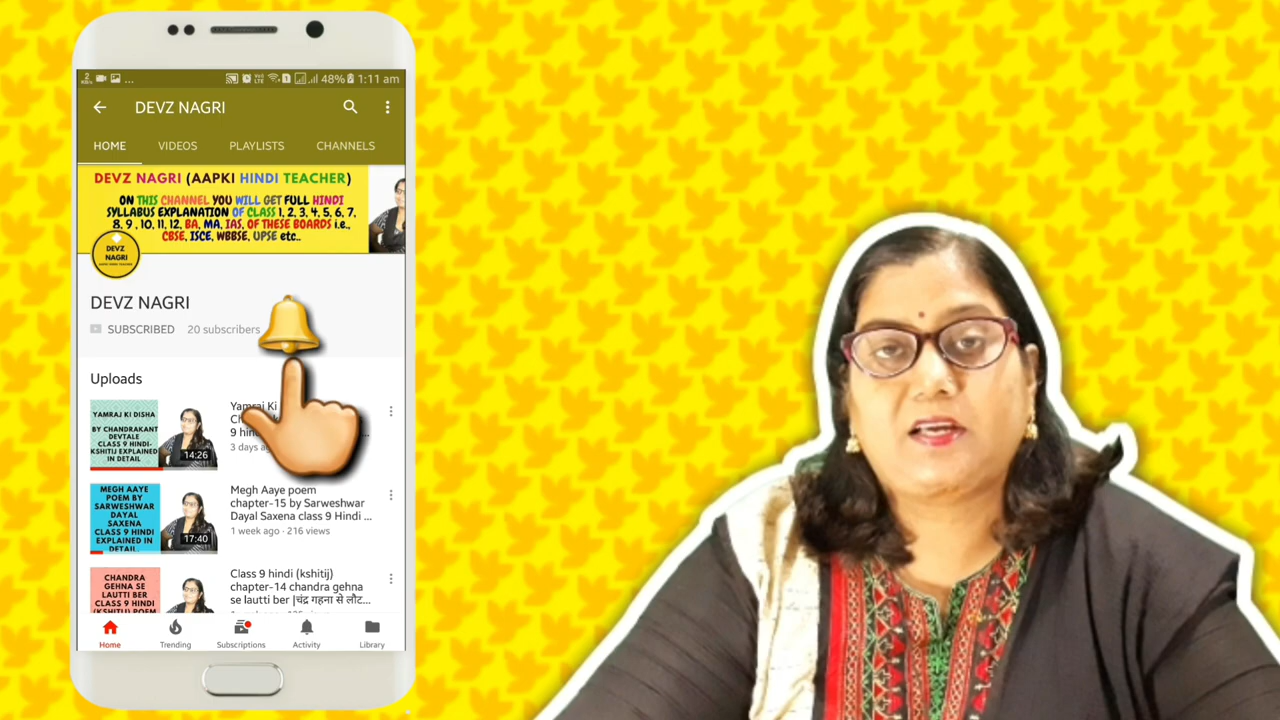 48% 1:11 am
DEVZ NAGRI
HOME VIDEOS PLAYLISTS CHANNELS
DEVZ NAGRI (AAPKI HINDI TEACHER)
ON THIS CHANNEL YOU WILL GET FULL HINDI
SYLLABUS EXPLANATION OF CLASS 1, 2, 3, 4, 5, 6, 7,
8, 9 , 10, 11, 12, BA, MA, IAS, OF THESE BOARDS i.e.,
CBSE, ISCE, WBBSE, UPSE etc..
DEVZ
NAGRI
DEVZ NAGRI
SUBSCRIBED 20 subscribers
Uploads
YAMRAJ KI DISHA
BY CHANDRAKANT
DEVTALE
CLASS 9 HINDI-
KSHITIJ EXPLAINED
IN DETAIL
14:26
Yamraj Ki
9
3 days
MEGH AAYE
POEM BY
SARWESHWAR
DAYAL
SAXENA
CLASS 9 HINDI
EXPLAINED IN
DETAIL.
17:40
Megh Aaye poem
chapter-15 by Sarweshwar
Dayal Saxena class 9 Hindi ...
1 week ago · 216 views
CHANDRA
GEHNA SE
LAUTTI BER
CLASS 9 HINDI
(KSHITIJ) POEM
Class 9 hindi (kshitij)
chapter-14 chandra gehna
se lautti ber |चंद्र गहना से लौट...
Home Trending Subscriptions Activity Library